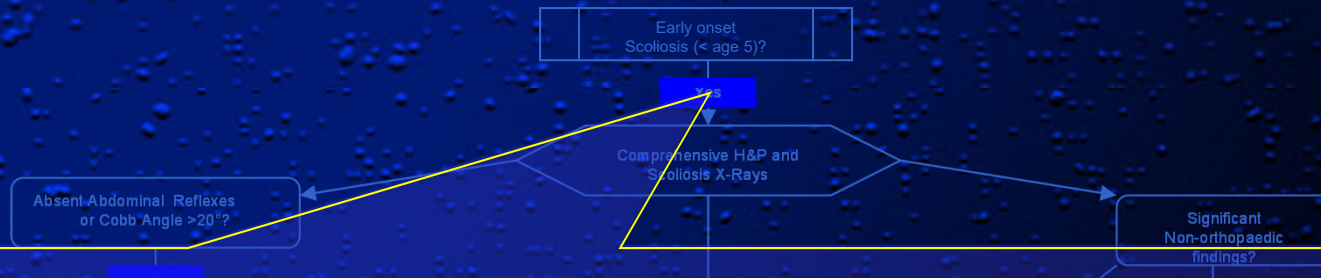 Early onset
Scoliosis (< age 5)?
Yes
Comprehensive H&P and
Scoliosis X-Rays
Absent Abdominal Reflexes
or Cobb Angle >20°?
Significant
Non-orthopaedic
findings?